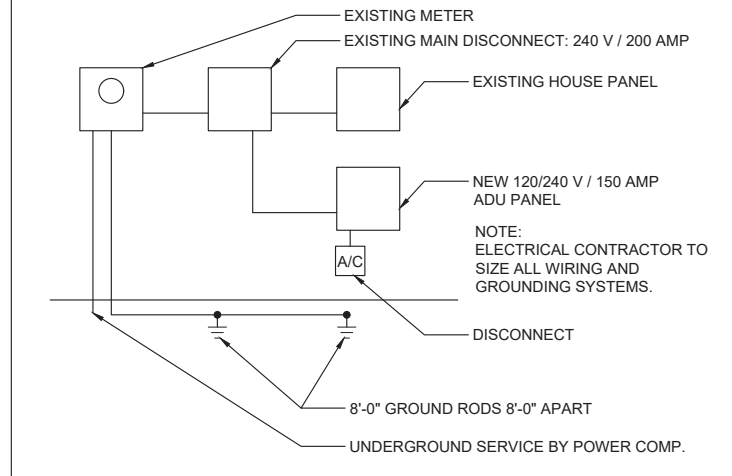 EXISTING METER
EXISTING MAIN DISCONNECT: 240 V / 200 AMP
EXISTING HOUSE PANEL
NEW 120/240 V / 150 AMP
ADU PANEL
NOTE:
ELECTRICAL CONTRACTOR TO
SIZE ALL WIRING AND
GROUNDING SYSTEMS.
A/C
DISCONNECT
8'-0" GROUND RODS 8'-0" APART
UNDERGROUND SERVICE BY POWER COMP.